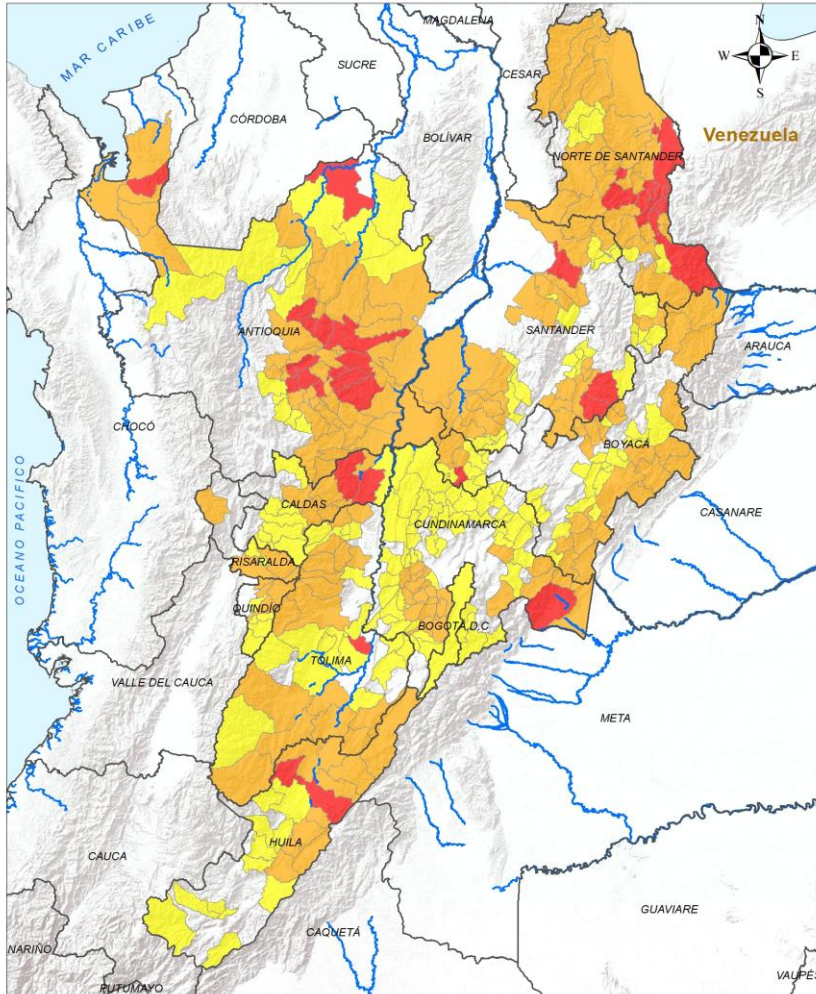 MAGDALENA
N
W
E
S
MAR CARIBE
SUCRE
CESAR
CÓRDOBA
BOLÍVAR
Venezuela
NORTE DE SANTANDER
ANTIOQUIA
SANTANDER
ARAUCA
CHOCÓ
BOYACÁ
OCEANO PACIFICO
CALDAS
CUNDINAMARCA
CASANARE
RISARALDA
QUINDÍO
BOGOTÁ,D.C
TOLIMA
VALLE DEL CAUCA
META
HUILA
CAUCA
GUAVIARE
CAQUETÁ
NARIÑO
PUTUMAYO
VAUPÉS